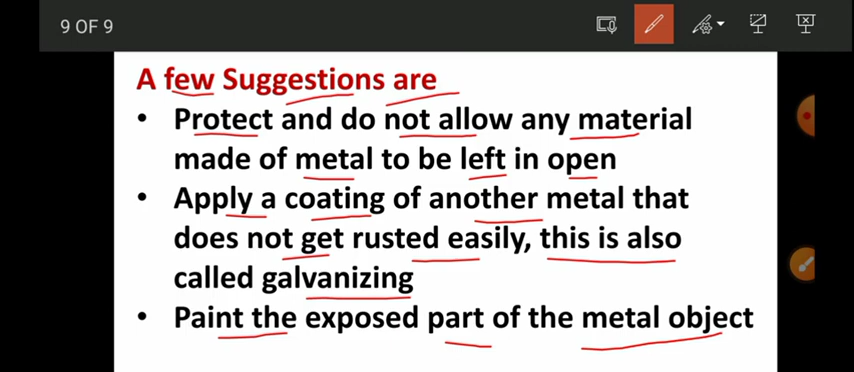 9 OF 9
A few Suggestions are
• Protect and do not allow any material
made of metal to be left in open
• Apply a coating of another metal that
does not get rusted easily, this is also
called galvanizing
• Paint the exposed part of the metal object